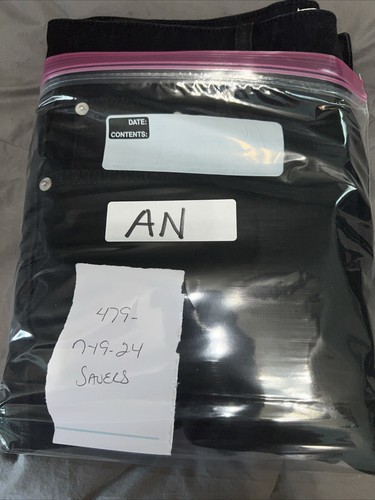 DATE:
CONTENTS:
AN
479-
7-19-24
SAVERS